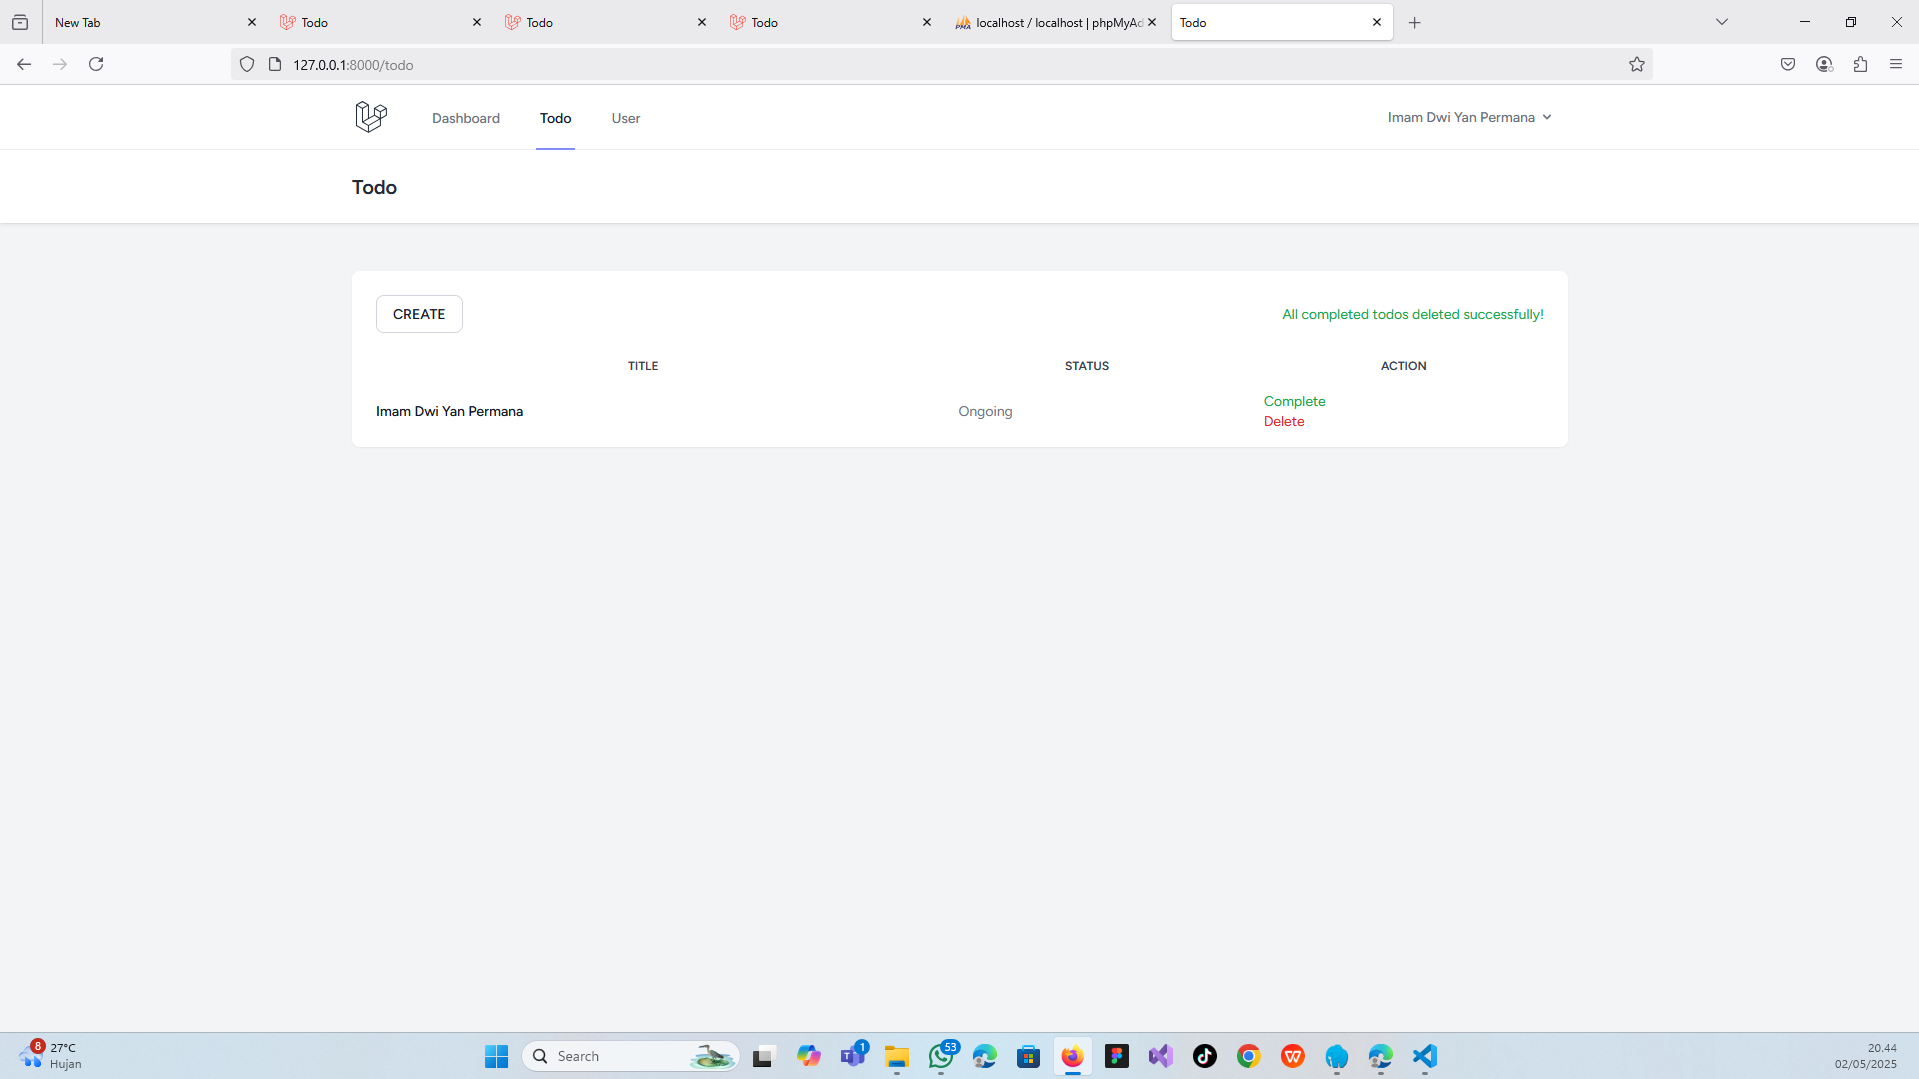 New Tab
Todo
Todo
Todo
localhost / localhost | phpMyAd
Todo
127.0.0.1:8000/todo
Dashboard
Todo
User
Imam Dwi Yan Permana
Todo
CREATE
All completed todos deleted successfully!
TITLE
STATUS
ACTION
Imam Dwi Yan Permana
Ongoing
Complete
Delete
8
27°C
Hujan
Search
1
53
20.44
02/05/2025